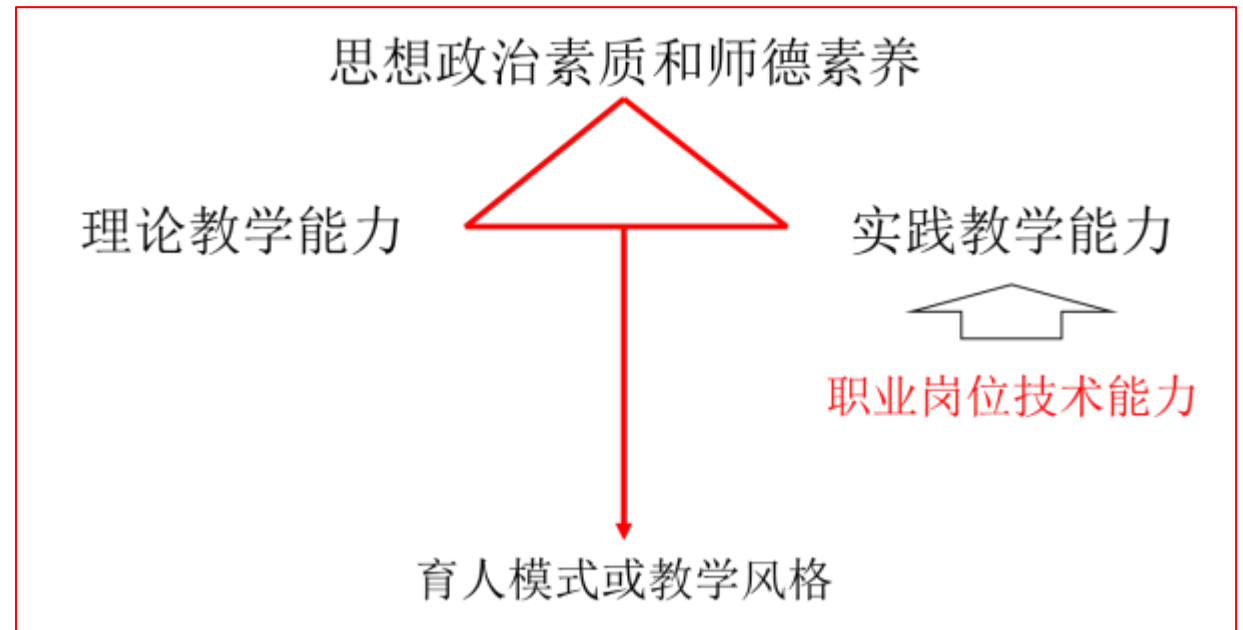 思想政治素质和师德素养
理论教学能力
实践教学能力
职业岗位技术能力
育人模式或教学风格